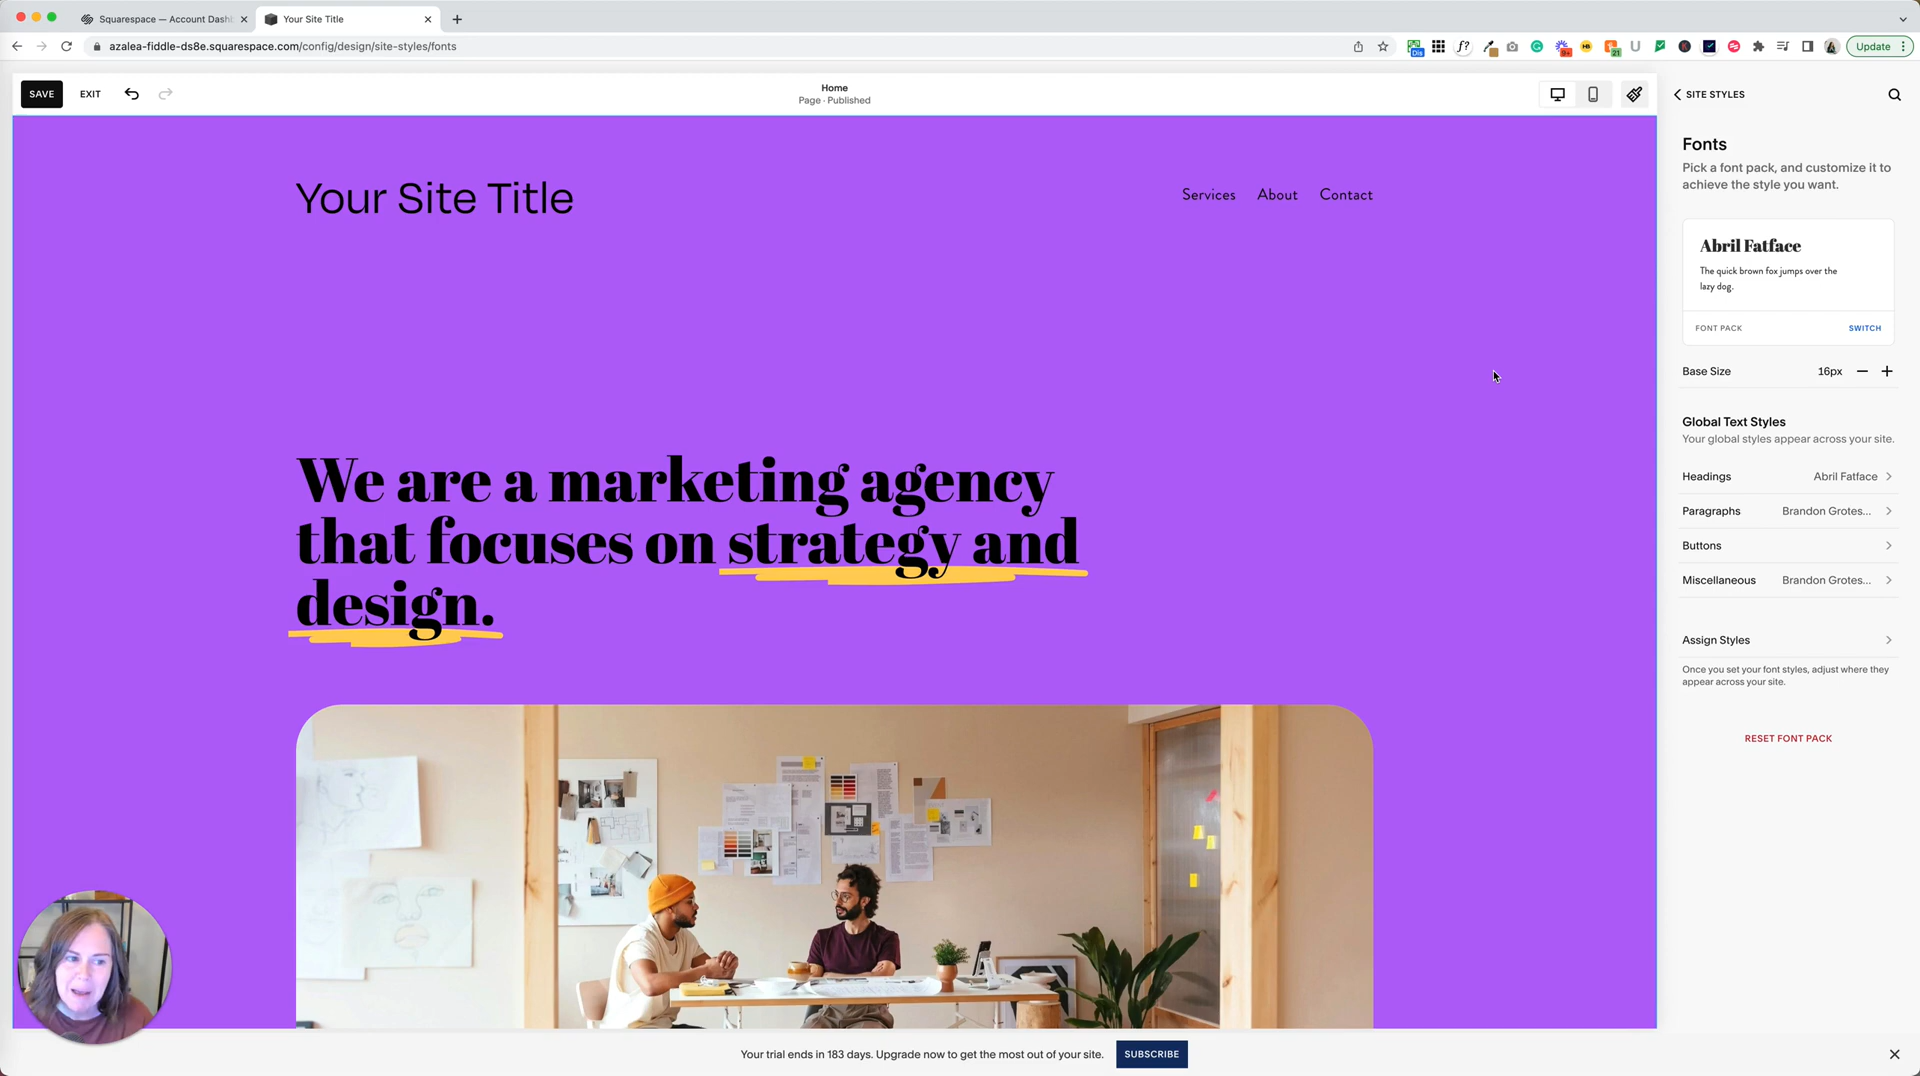 Squarespace — Account Dash
Your Site Title
azalea-fiddle-ds8e.squarespace.com/config/design/site-styles/fonts
Dis
f?
9+
21
Update
SAVE
EXIT
Home
Page · Published
SITE STYLES
Your Site Title
Services
About
Contact
We are a marketing agency
that focuses on strategy and
design.
Fonts
Pick a font pack, and customize it to
achieve the style you want.
Abril Fatface
The quick brown fox jumps over the
lazy dog.
FONT PACK
SWITCH
Base Size
16px
Global Text Styles
Your global styles appear across your site.
Headings
Abril Fatface
Paragraphs
Brandon Grotes...
Buttons
Miscellaneous
Brandon Grotes...
Assign Styles
Once you set your font styles, adjust where they
appear across your site.
RESET FONT PACK
Your trial ends in 183 days. Upgrade now to get the most out of your site.
SUBSCRIBE